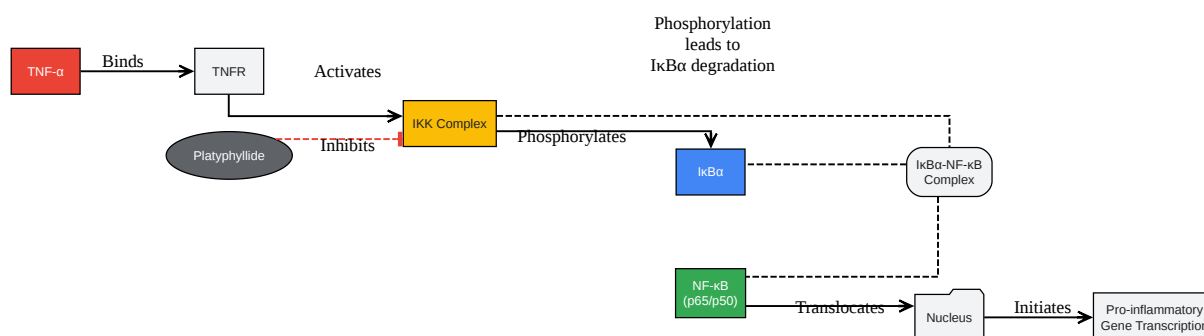 Phosphorylation
leads to
IκBα degradation
TNF-α
Binds
TNFR
Activates
IKK Complex
Platyphyllide
Inhibits
Phosphorylates
IκBα
IκBα-NF-κB
Complex
NF-κB
(p65/p50)
Translocates
Nucleus
Initiates
Pro-inflammatory
Gene Transcription